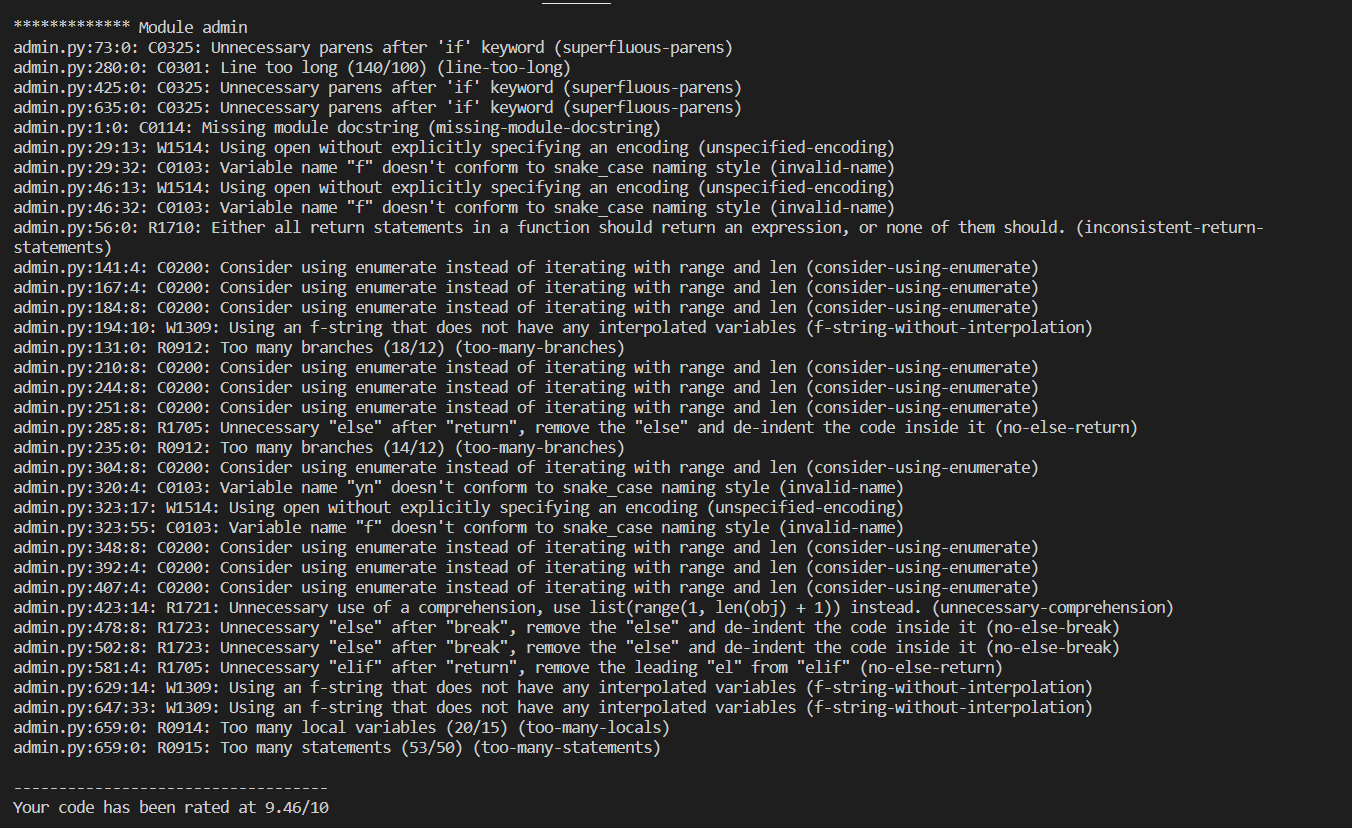 ************* Module admin
admin.py:73:0: C0325: Unnecessary parens after 'if' keyword (superfluous-parens)
admin.py:280:0: C0301: Line too long (140/100) (line-too-long)
admin.py:425:0: C0325: Unnecessary parens after 'if' keyword (superfluous-parens)
admin.py:635:0: C0325: Unnecessary parens after 'if' keyword (superfluous-parens)
admin.py:1:0: C0114: Missing module docstring (missing-module-docstring)
admin.py:29:13: W1514: Using open without explicitly specifying an encoding (unspecified-encoding)
admin.py:29:32: C0103: Variable name "f" doesn't conform to snake_case naming style (invalid-name)
admin.py:46:13: W1514: Using open without explicitly specifying an encoding (unspecified-encoding)
admin.py:46:32: C0103: Variable name "f" doesn't conform to snake_case naming style (invalid-name)
admin.py:56:0: R1710: Either all return statements in a function should return an expression, or none of them should. (inconsistent-return-
statements)
admin.py:141:4: C0200: Consider using enumerate instead of iterating with range and len (consider-using-enumerate)
admin.py:167:4: C0200: Consider using enumerate instead of iterating with range and len (consider-using-enumerate)
admin.py:184:8: C0200: Consider using enumerate instead of iterating with range and len (consider-using-enumerate)
admin.py:194:10: W1309: Using an f-string that does not have any interpolated variables (f-string-without-interpolation)
admin.py:131:0: R0912: Too many branches (18/12) (too-many-branches)
admin.py:210:8: C0200: Consider using enumerate instead of iterating with range and len (consider-using-enumerate)
admin.py:244:8: C0200: Consider using enumerate instead of iterating with range and len (consider-using-enumerate)
admin.py:251:8: C0200: Consider using enumerate instead of iterating with range and len (consider-using-enumerate)
admin.py:285:8: R1705: Unnecessary "else" after "return", remove the "else" and de-indent the code inside it (no-else-return)
admin.py:235:0: R0912: Too many branches (14/12) (too-many-branches)
admin.py:304:8: C0200: Consider using enumerate instead of iterating with range and len (consider-using-enumerate)
admin.py:320:4: C0103: Variable name "yn" doesn't conform to snake_case naming style (invalid-name)
admin.py:323:17: W1514: Using open without explicitly specifying an encoding (unspecified-encoding)
admin.py:323:55: C0103: Variable name "f" doesn't conform to snake_case naming style (invalid-name)
admin.py:348:8: C0200: Consider using enumerate instead of iterating with range and len (consider-using-enumerate)
admin.py:392:4: C0200: Consider using enumerate instead of iterating with range and len (consider-using-enumerate)
admin.py:407:4: C0200: Consider using enumerate instead of iterating with range and len (consider-using-enumerate)
admin.py:423:14: R1721: Unnecessary use of a comprehension, use list(range(1, len(obj) + 1)) instead. (unnecessary-comprehension)
admin.py:478:8: R1723: Unnecessary "else" after "break", remove the "else" and de-indent the code inside it (no-else-break)
admin.py:502:8: R1723: Unnecessary "else" after "break", remove the "else" and de-indent the code inside it (no-else-break)
admin.py:581:4: R1705: Unnecessary "elif" after "return", remove the leading "el" from "elif" (no-else-return)
admin.py:629:14: W1309: Using an f-string that does not have any interpolated variables (f-string-without-interpolation)
admin.py:647:33: W1309: Using an f-string that does not have any interpolated variables (f-string-without-interpolation)
admin.py:659:0: R0914: Too many local variables (20/15) (too-many-locals)
admin.py:659:0: R0915: Too many statements (53/50) (too-many-statements)
-----------------------------------
Your code has been rated at 9.46/10